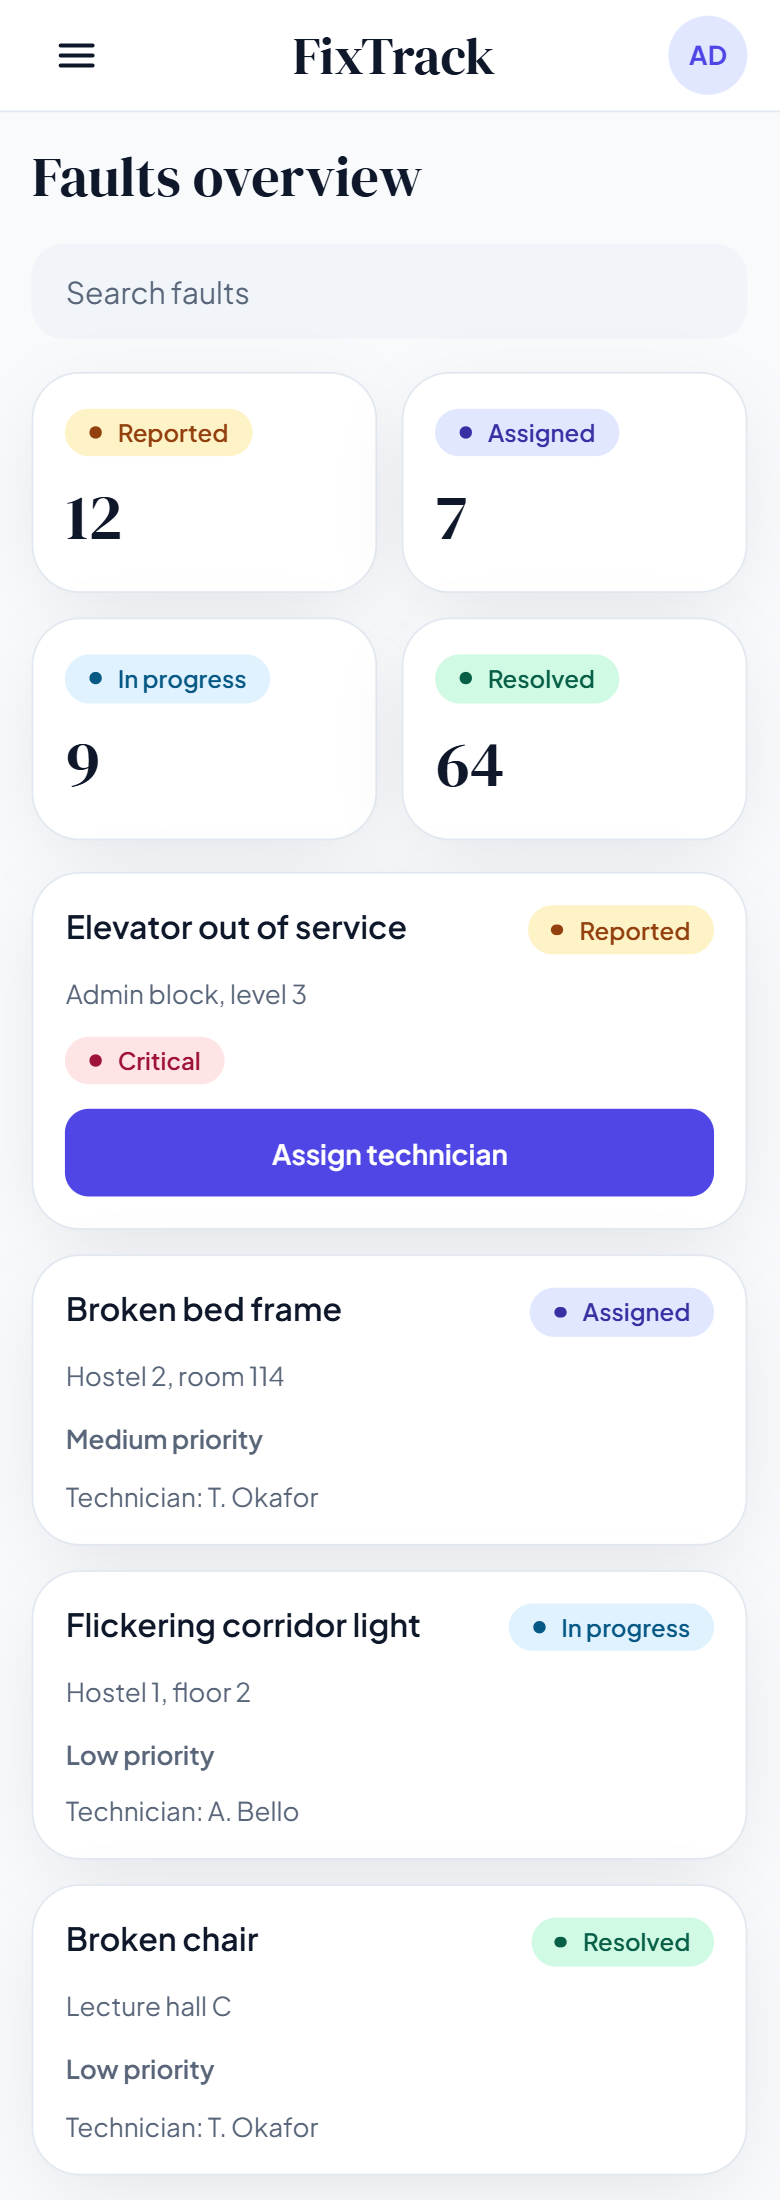 FixTrack
AD
Faults overview
Search faults
Reported
Assigned
12
7
In progress
Resolved
9
64
Elevator out of service
Reported
Admin block, level 3
Critical
Assign technician
Broken bed frame
Assigned
Hostel 2, room 114
Medium priority
Technician: T. Okafor
Flickering corridor light
In progress
Hostel 1, floor 2
Low priority
Technician: A. Bello
Broken chair
Resolved
Lecture hall C
Low priority
Technician: T. Okafor